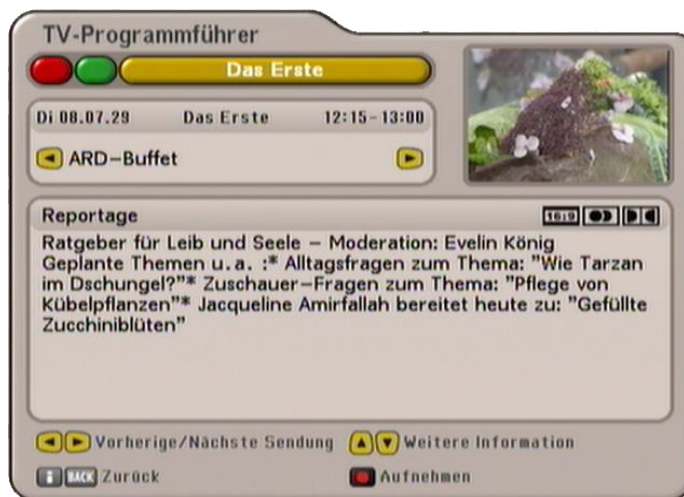 TV-Programmführer
Das Erste
Di 08.07.29 Das Erste 12:15-13:00
ARD-Buffet
Reportage 16:9
Ratgeber für Leib und Seele - Moderation: Evelin König
Geplante Themen u.a. :* Alltagsfragen zum Thema: "Wie Tarzan
im Dschungel?"* Zuschauer-Fragen zum Thema: "Pflege von
Kübelpflanzen"* Jacqueline Amirfallah bereitet heute zu: "Gefüllte
Zucchiniblüten"
Vorherige/Nächste Sendung Weitere Information
i BACK Zurück Aufnehmen